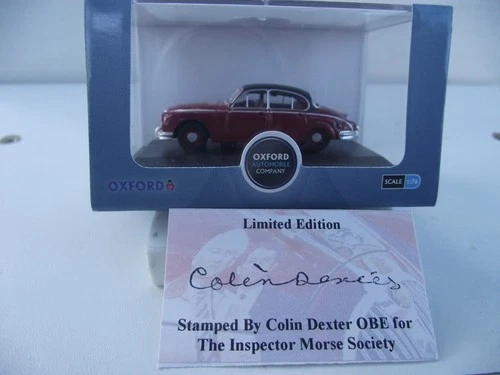 OXFORD
AUTOMOBILE
COMPANY
OXFORD
SCALE 1:76
Limited Edition
Colin Dexter
Stamped By Colin Dexter OBE for
The Inspector Morse Society